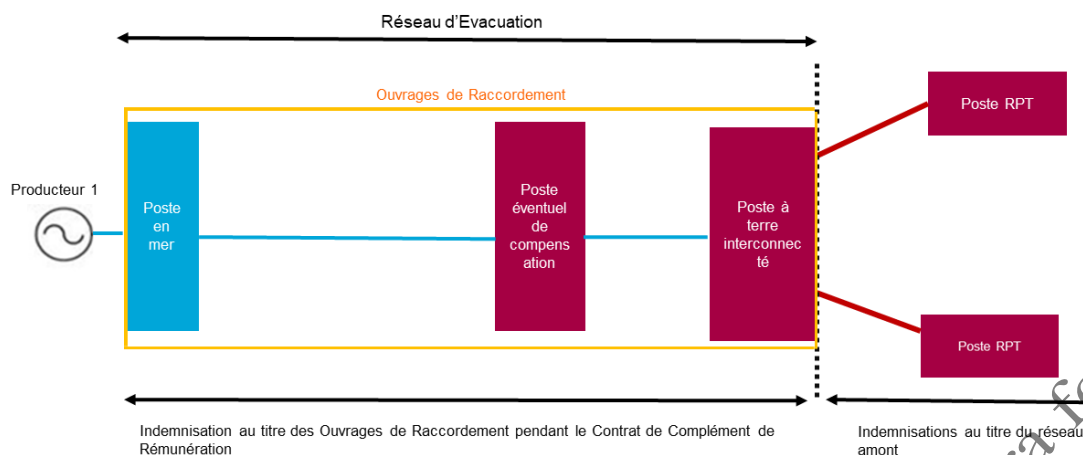 Réseau d'Evacuation
Ouvrages de Raccordement
Poste RPT
Producteur 1
Poste
en
mer
Poste
éventuel
de
compens
ation
Poste à
terre
interconnec
té
Poste RPT
Indemnisation au titre des Ouvrages de Raccordement pendant le Contrat de Complément de
Rémunération
Indemnisations au titre du réseau
amont